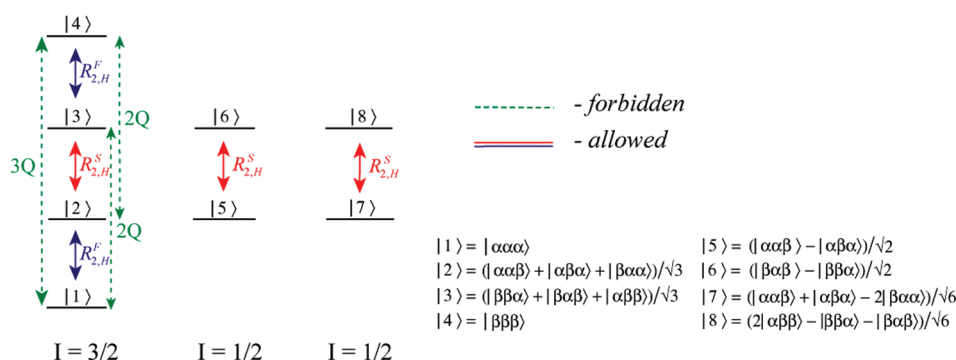 |4⟩
R^F_{2,H}
|3⟩
2Q
|6⟩
|8⟩
3Q
R^S_{2,H}
R^S_{2,H}
R^S_{2,H}
|2⟩
|5⟩
|7⟩
2Q
R^F_{2,H}
|1⟩
I = 3/2
I = 1/2
I = 1/2
- forbidden
- allowed
|1⟩ = |ααα⟩
|2⟩ = (|ααβ⟩ + |αβα⟩ + |βαα⟩)/√3
|3⟩ = (|ββα⟩ + |βαβ⟩ + |αββ⟩)/√3
|4⟩ = |βββ⟩
|5⟩ = (|ααβ⟩ – |αβα⟩)/√2
|6⟩ = (|βαβ⟩ – |ββα⟩)/√2
|7⟩ = (|ααβ⟩ + |αβα⟩ – 2|βαα⟩)/√6
|8⟩ = (2|αββ⟩ – |ββα⟩ – |βαβ⟩)/√6